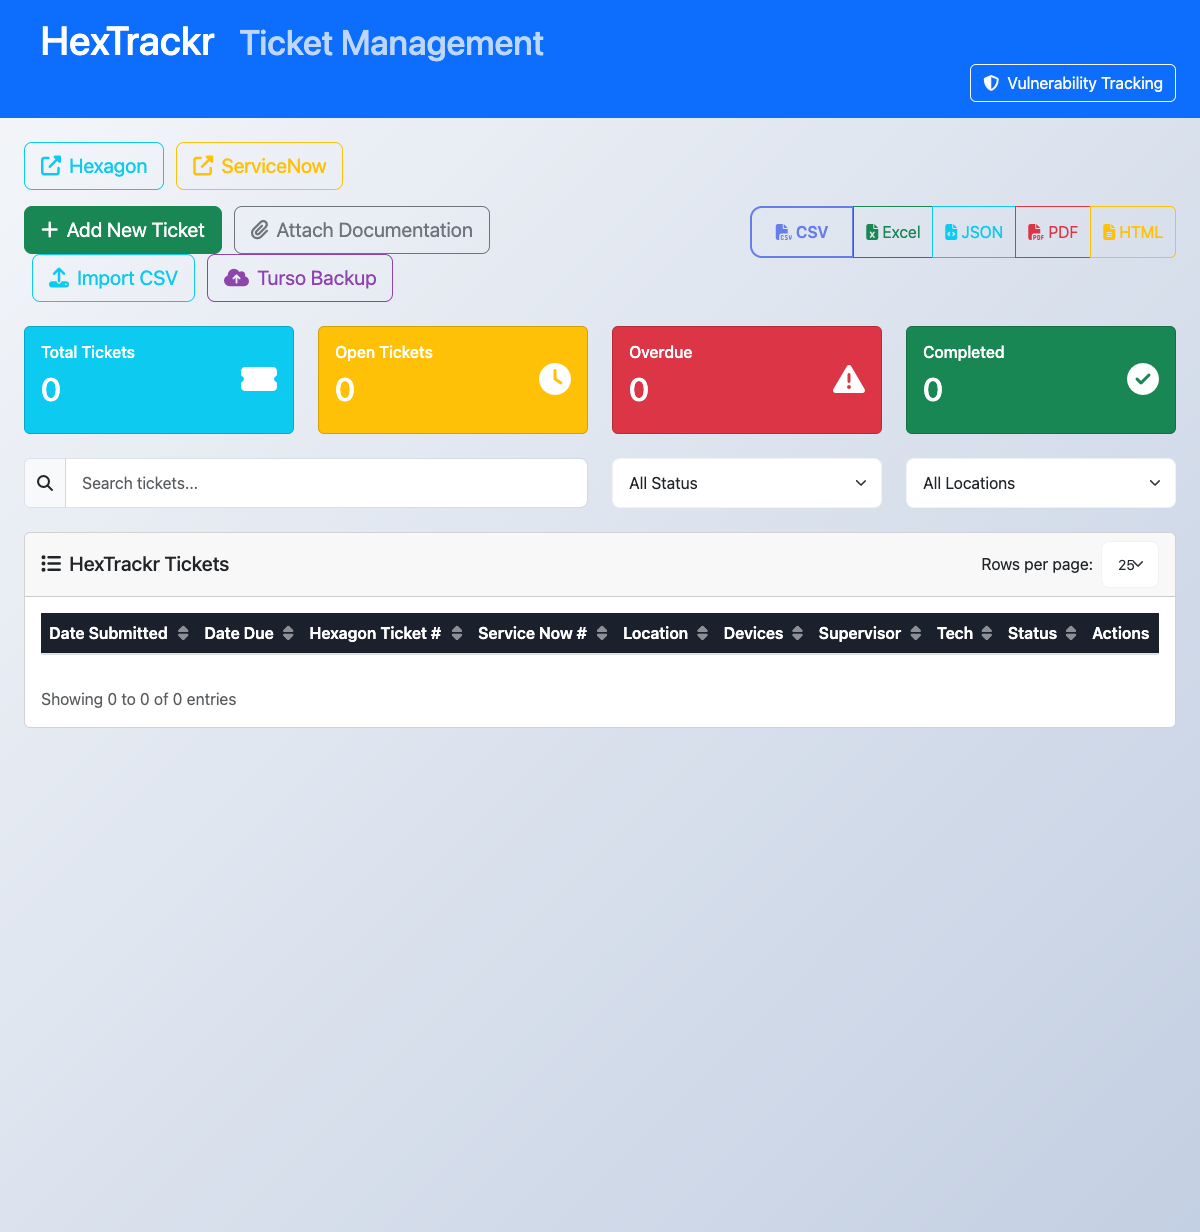 HexTrackr Ticket Management
Vulnerability Tracking
Hexagon ServiceNow
Add New Ticket Attach Documentation
Import CSV Turso Backup
CSV Excel JSON PDF HTML
Total Tickets
0
Open Tickets
0
Overdue
0
Completed
0
Search tickets...
All Status
All Locations
HexTrackr Tickets
Rows per page: 25
Date Submitted Date Due Hexagon Ticket # Service Now # Location Devices Supervisor Tech Status Actions
Showing 0 to 0 of 0 entries